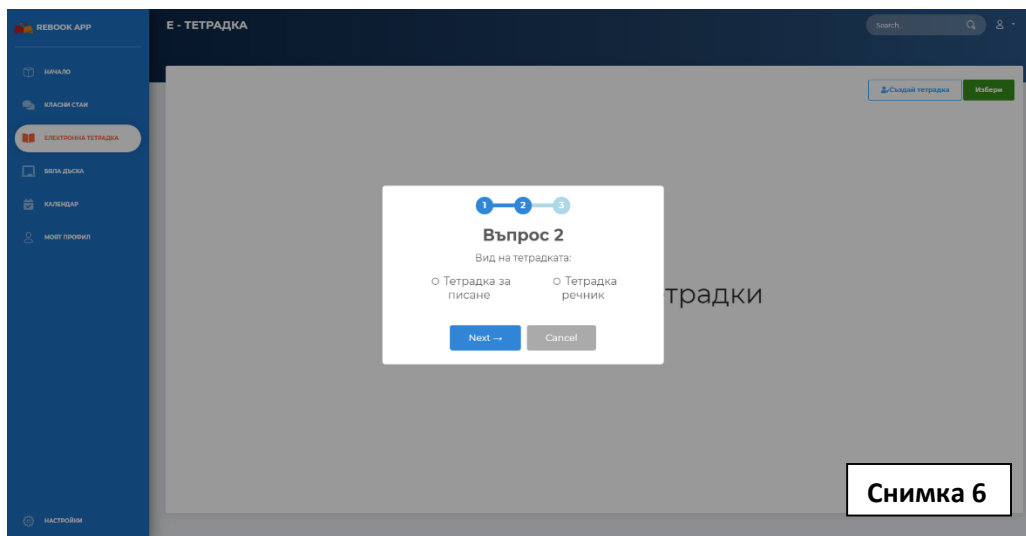 REBOOK APP
Е - ТЕТРАДКА
Search..
НАЧАЛО
КЛАСНИ СТАИ
ЕЛЕКТРОННА ТЕТРАДКА
БЯЛА ДЪСКА
КАЛЕНДАР
МОЯТ ПРОФИЛ
НАСТРОЙКИ
Създай тетрадка
Избери
1 2 3
Въпрос 2
Вид на тетрадката:
Тетрадка за писане
Тетрадка речник
Next →
Cancel
традки
Снимка 6